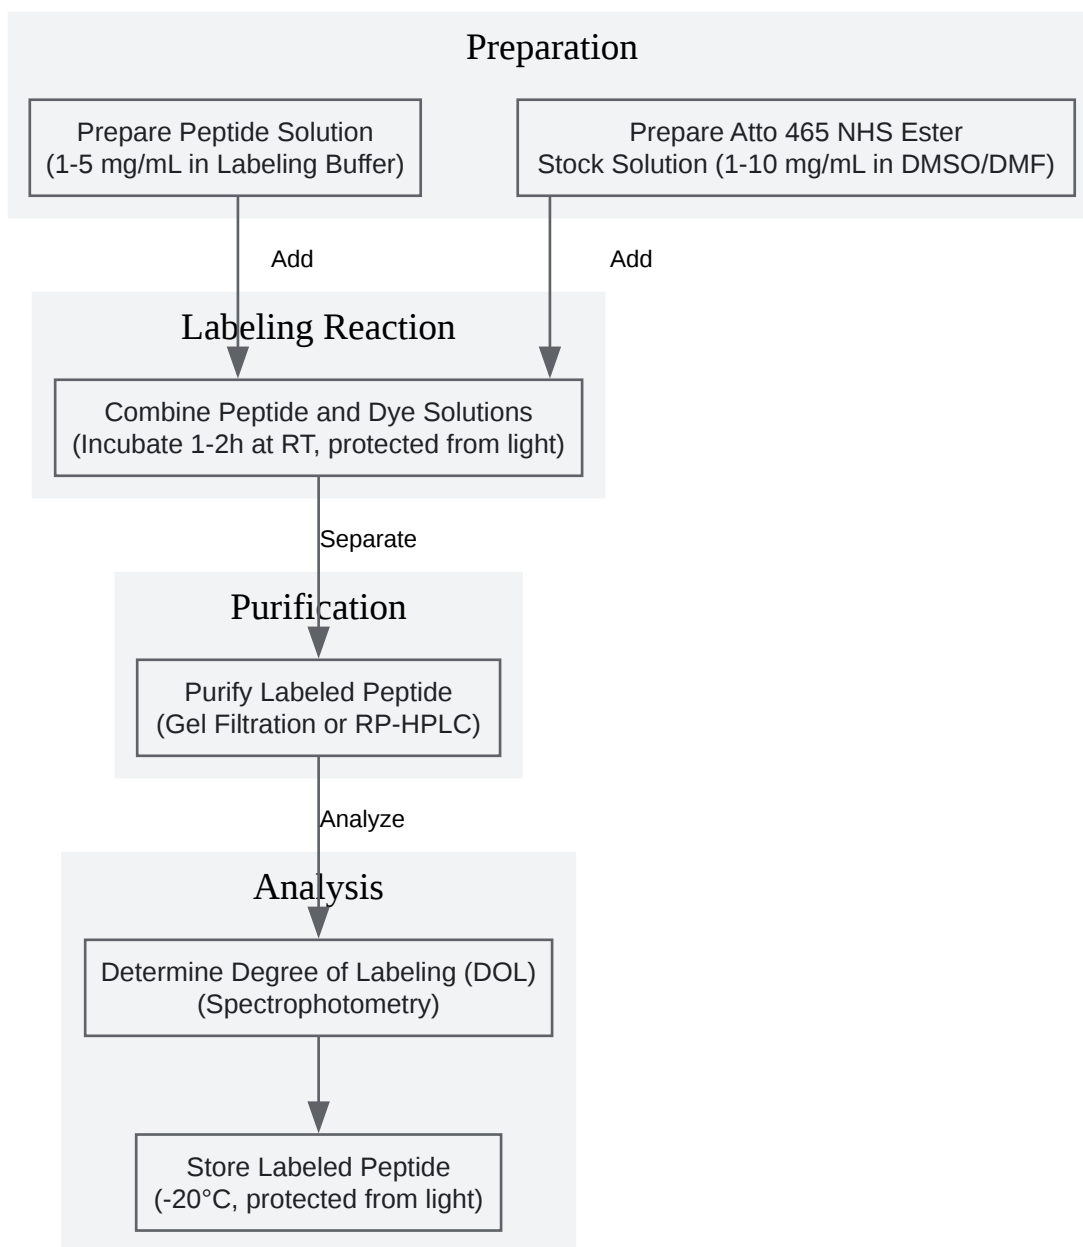 Preparation
Prepare Peptide Solution
(1-5 mg/mL in Labeling Buffer)
Prepare Atto 465 NHS Ester
Stock Solution (1-10 mg/mL in DMSO/DMF)
Add
Add
Labeling Reaction
Combine Peptide and Dye Solutions
(Incubate 1-2h at RT, protected from light)
Separate
Purification
Purify Labeled Peptide
(Gel Filtration or RP-HPLC)
Analyze
Analysis
Determine Degree of Labeling (DOL)
(Spectrophotometry)
Store Labeled Peptide
(-20°C, protected from light)